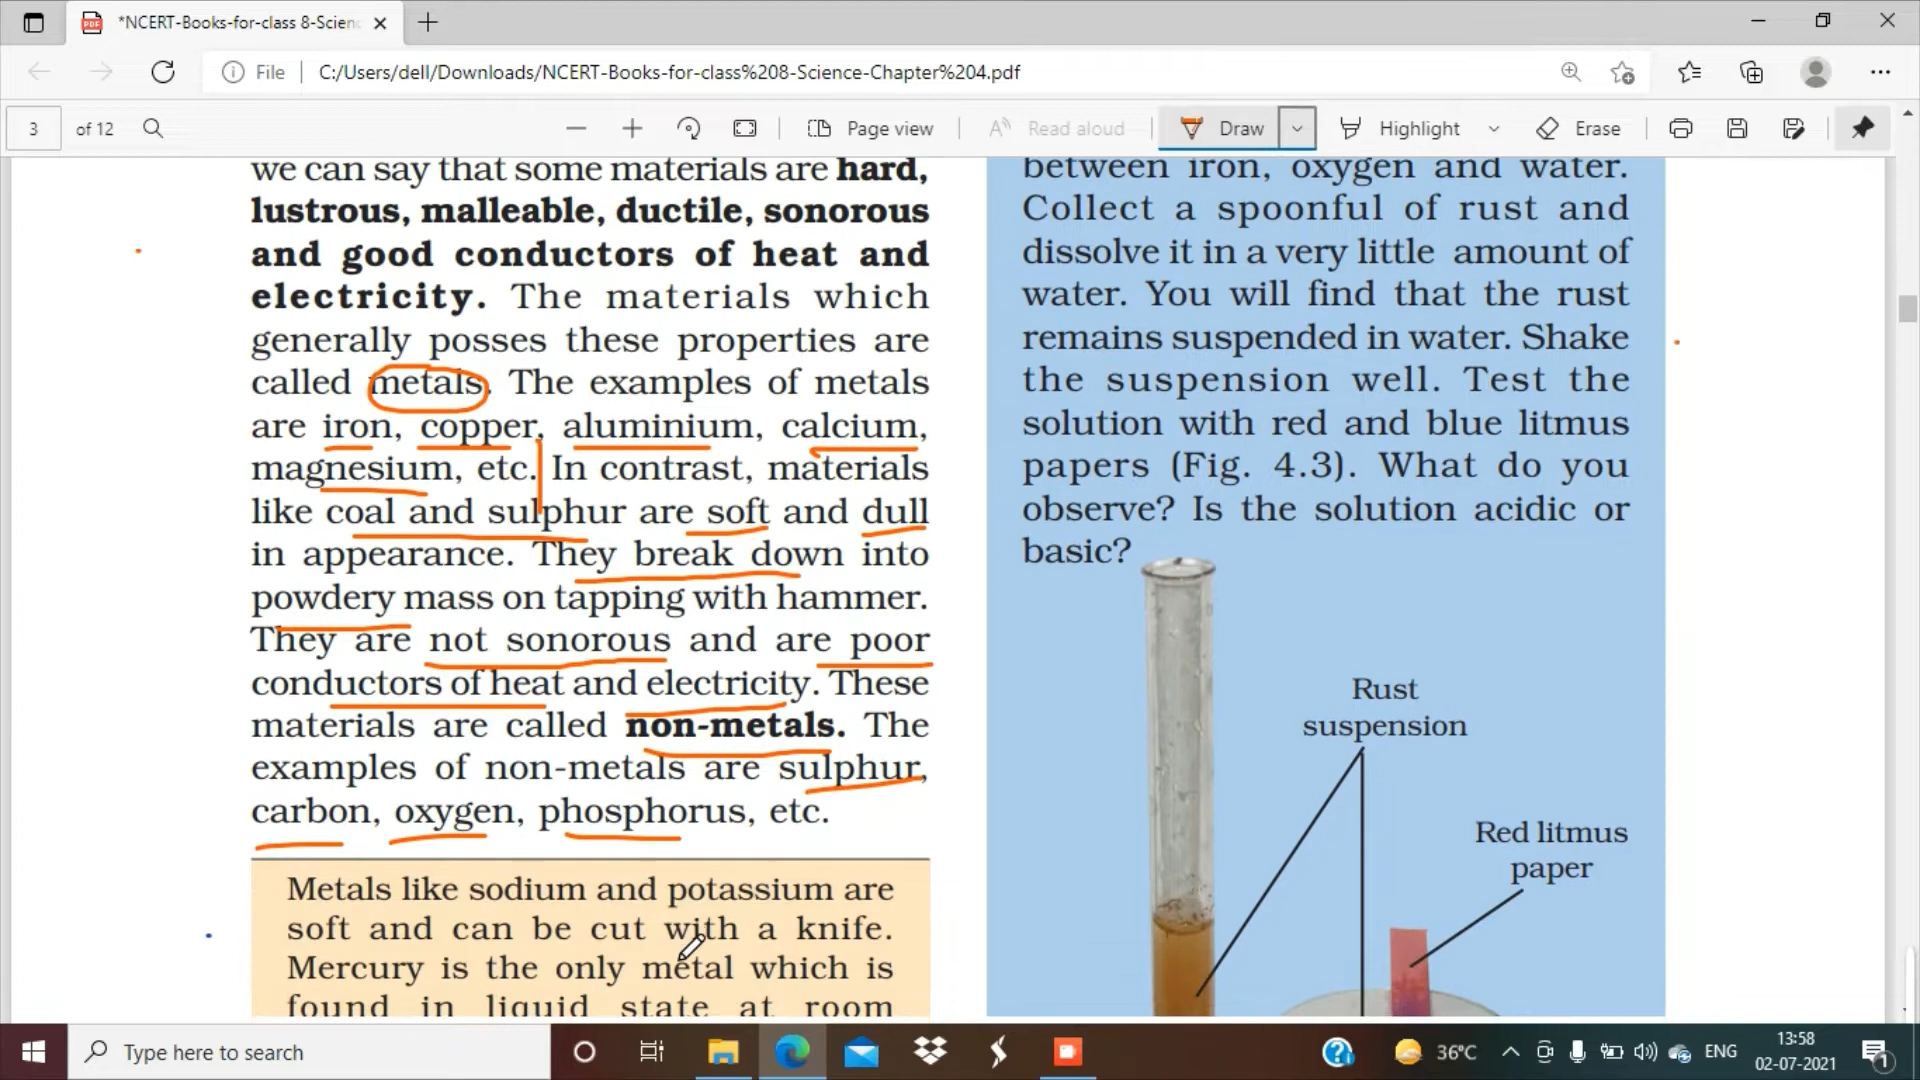 *NCERT-Books-for class 8-Scien
File
C:/Users/dell/Downloads/NCERT-Books-for-class%208-Science-Chapter%204.pdf
3 of 12
Page view
Read aloud
Draw
Highlight
Erase
we can say that some materials are hard,
lustrous, malleable, ductile, sonorous
and good conductors of heat and
electricity. The materials which
generally posses these properties are
called metals. The examples of metals
are iron, copper, aluminium, calcium,
magnesium, etc. In contrast, materials
like coal and sulphur are soft and dull
in appearance. They break down into
powdery mass on tapping with hammer.
They are not sonorous and are poor
conductors of heat and electricity. These
materials are called non-metals. The
examples of non-metals are sulphur,
carbon, oxygen, phosphorus, etc.
Metals like sodium and potassium are
soft and can be cut with a knife.
Mercury is the only metal which is
found in liquid state at room
between iron, oxygen and water.
Collect a spoonful of rust and
dissolve it in a very little amount of
water. You will find that the rust
remains suspended in water. Shake
the suspension well. Test the
solution with red and blue litmus
papers (Fig. 4.3). What do you
observe? Is the solution acidic or
basic?
Rust
suspension
Red litmus
paper
Type here to search
36°C
ENG
13:58
02-07-2021
1